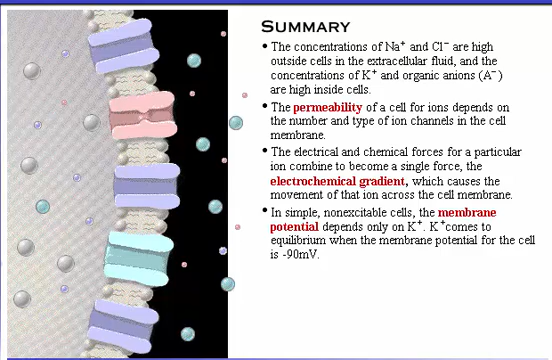 SUMMARY
• The concentrations of Na⁺ and Cl⁻ are high
outside cells in the extracellular fluid, and the
concentrations of K⁺ and organic anions (A⁻)
are high inside cells.
• The permeability of a cell for ions depends on
the number and type of ion channels in the cell
membrane.
• The electrical and chemical forces for a particular
ion combine to become a single force, the
electrochemical gradient, which causes the
movement of that ion across the cell membrane.
• In simple, nonexcitable cells, the membrane
potential depends only on K⁺. K⁺comes to
equilibrium when the membrane potential for the cell
is -90mV.